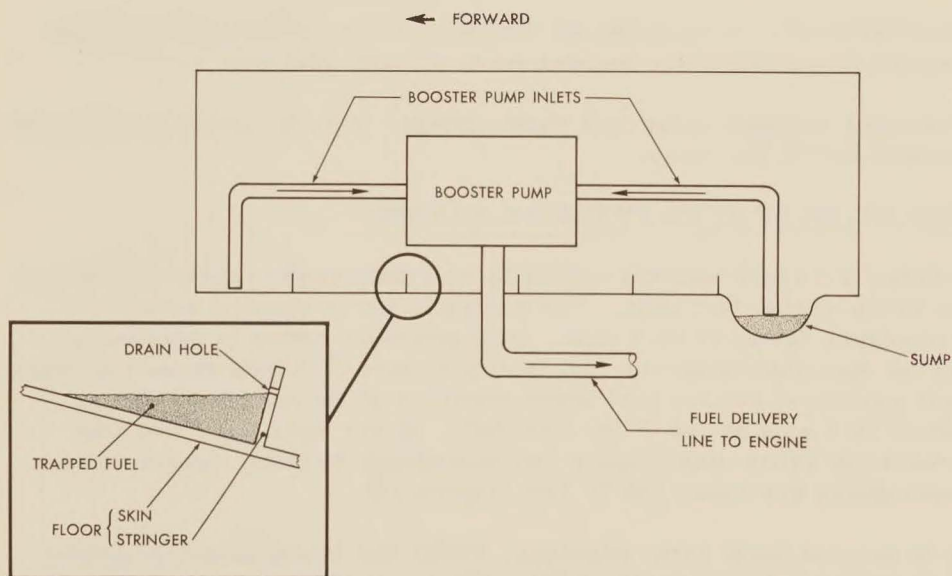 FORWARD
BOOSTER PUMP INLETS
BOOSTER PUMP
DRAIN HOLE
SUMP
TRAPPED FUEL
FUEL DELIVERY
LINE TO ENGINE
FLOOR { SKIN
STRINGER